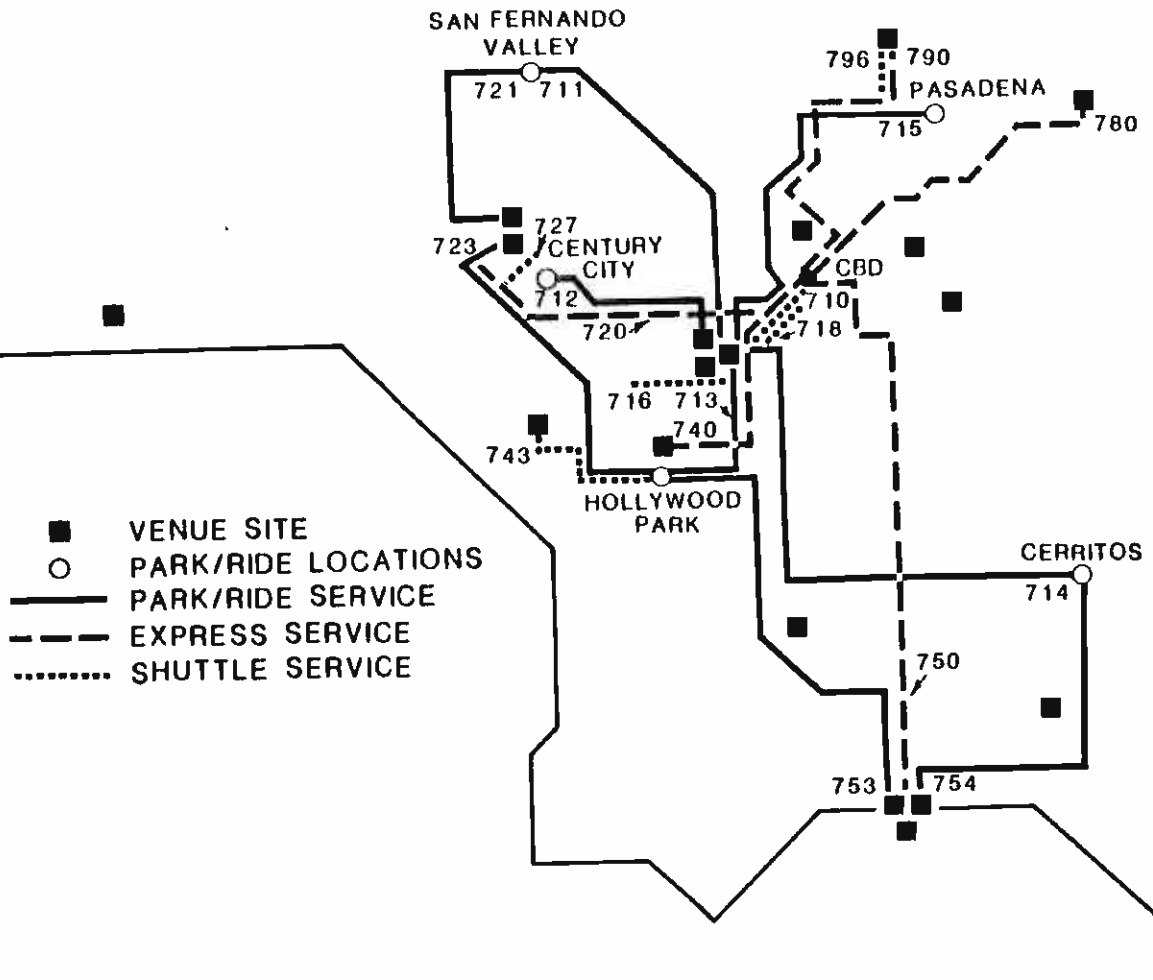 SAN FERNANDO
VALLEY
721
711
796
790
PASADENA
715
780
727
723
CENTURY
CITY
712
CBD
710
720
718
716
713
740
743
HOLLYWOOD
PARK
VENUE SITE
PARK/RIDE LOCATIONS
PARK/RIDE SERVICE
EXPRESS SERVICE
SHUTTLE SERVICE
CERRITOS
714
750
753
754